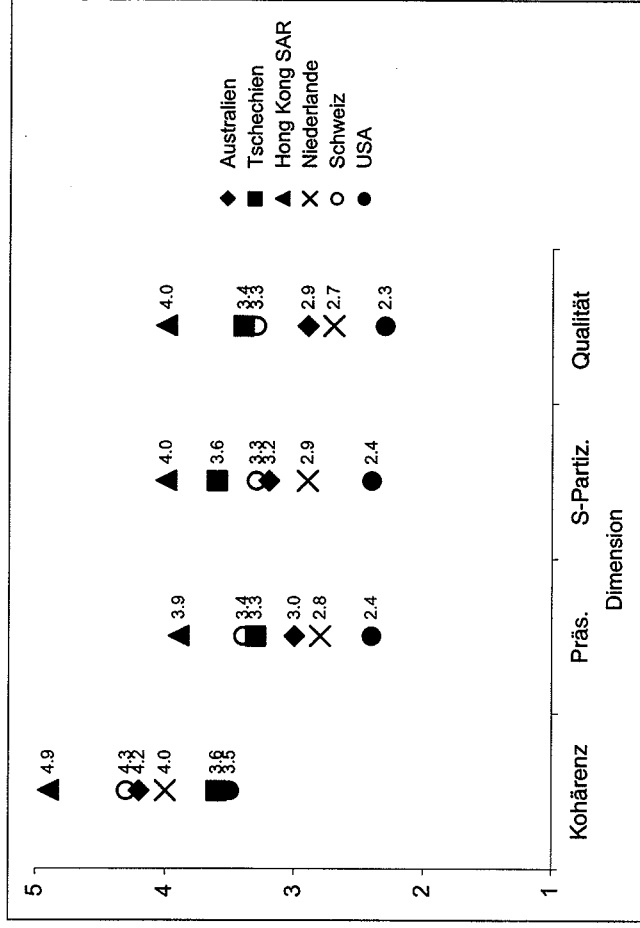 5
4
3
2
1
4.9
4.3
4.2
4.0
3.6
3.5
3.9
3.4
3.3
3.0
2.8
2.4
4.0
3.6
3.3
3.2
2.9
2.4
4.0
3.4
3.3
2.9
2.7
2.3
Kohärenz
Präs.
S-Partiz.
Qualität
Dimension
Australien
Tschechien
Hong Kong SAR
Niederlande
Schweiz
USA